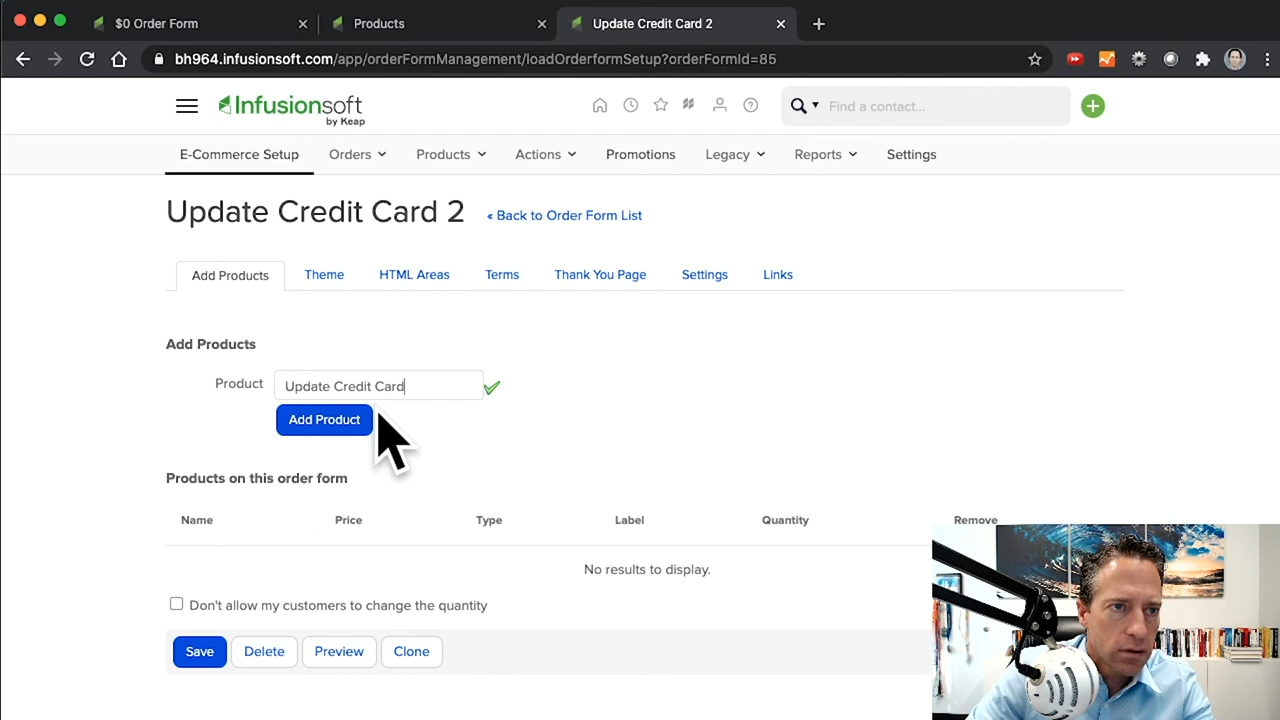 $0 Order Form
Products
Update Credit Card 2
bh964.infusionsoft.com/app/orderFormManagement/loadOrderformSetup?orderFormId=85
Infusionsoft
by Keap
Find a contact...
E-Commerce Setup
Orders
Products
Actions
Promotions
Legacy
Reports
Settings
Update Credit Card 2
« Back to Order Form List
Add Products
Theme
HTML Areas
Terms
Thank You Page
Settings
Links
Add Products
Product
Update Credit Card
Add Product
Products on this order form
Name
Price
Type
Label
Quantity
Remove
No results to display.
Don't allow my customers to change the quantity
Save
Delete
Preview
Clone